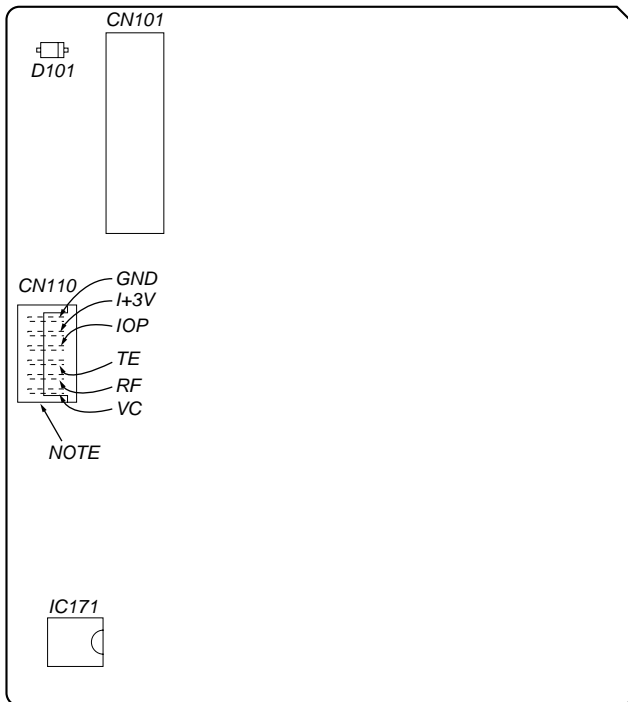 CN101
D101
CN110
GND
I+3V
IOP
TE
RF
VC
NOTE
IC171